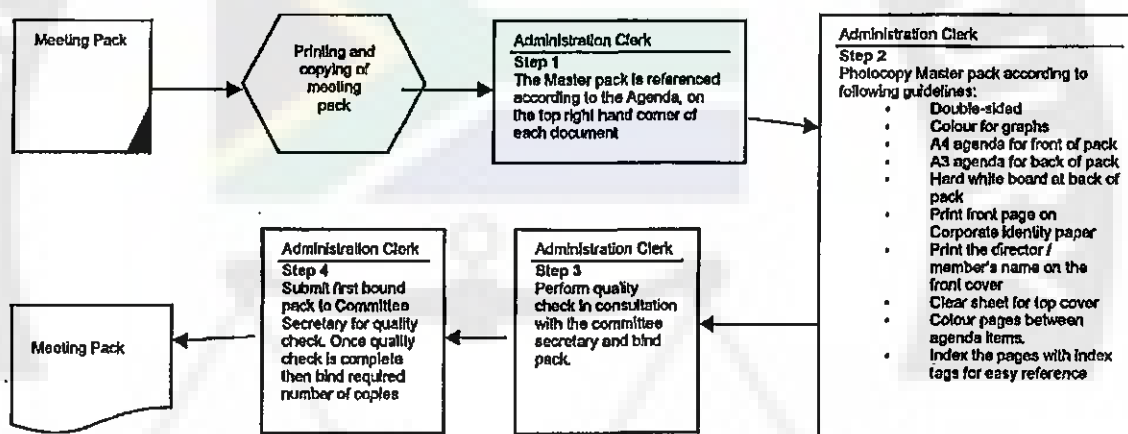 Meeting Pack
Printing and
copying of
meeting
pack
Administration Clerk
Step 1
The Master pack is referenced
according to the Agenda, on
the top right hand corner of
each document
Administration Clerk
Step 2
Photocopy Master pack according to
following guidelines:
• Double-sided
• Colour for graphs
• A4 agenda for front of pack
• A3 agenda for back of pack
• Hard white board at back of
pack
• Print front page on
Corporate identity paper
• Print the director /
member's name on the
front cover
• Clear sheet for top cover
• Colour pages between
agenda items.
• Index the pages with index
tags for easy reference
Administration Clerk
Step 3
Perform quality
check in consultation
with the committee
secretary and bind
pack.
Administration Clerk
Step 4
Submit first bound
pack to Committee
Secretary for quality
check. Once quality
check is complete
then bind required
number of copies
Meeting Pack